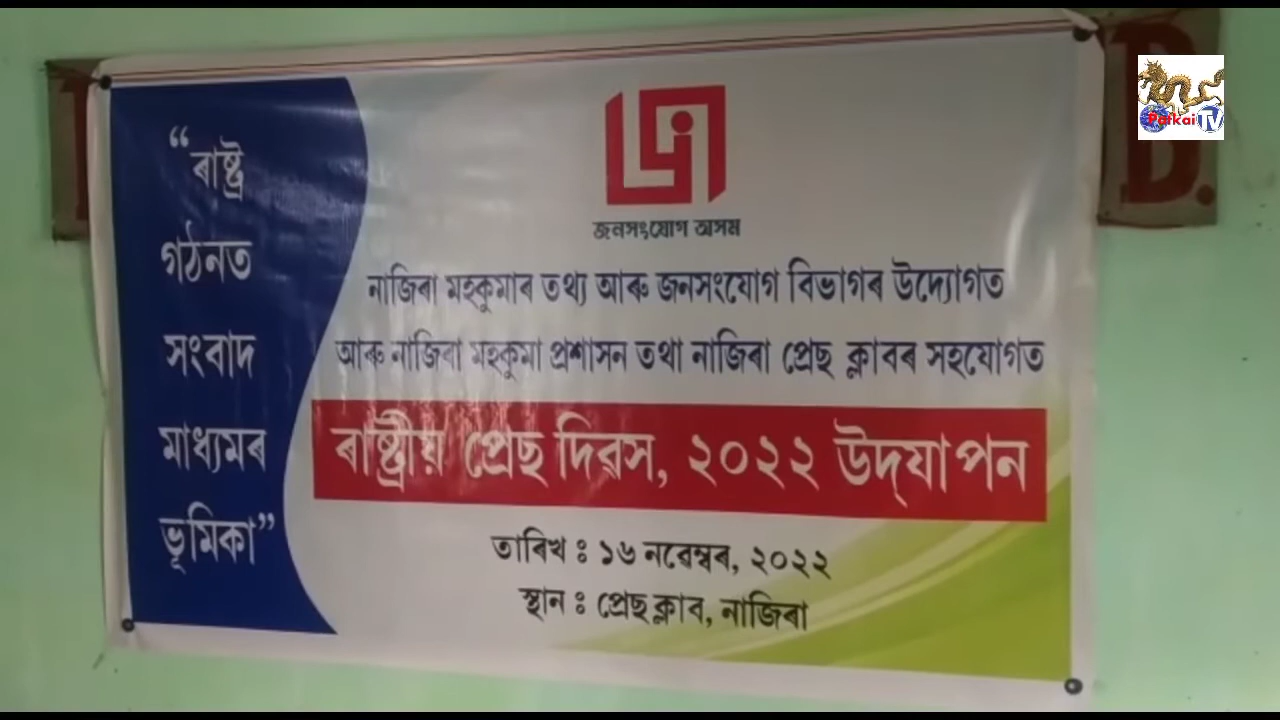 “ৰাষ্ট্ৰ
গঠনত
সংবাদ
মাধ্যমৰ
ভূমিকা”
জনসংযোগ অসম
নাজিৰা মহকুমাৰ তথ্য আৰু জনসংযোগ বিভাগৰ উদ্যোগত
আৰু নাজিৰা মহকুমা প্ৰশাসন তথা নাজিৰা প্ৰেছ ক্লাবৰ সহযোগত
ৰাষ্ট্ৰীয় প্ৰেছ দিৱস, ২০২২ উদ্‌যাপন
তাৰিখ : ১৬ নৱেম্বৰ, ২০২২
স্থান : প্ৰেছ ক্লাব, নাজিৰা
Patkai TV
D.